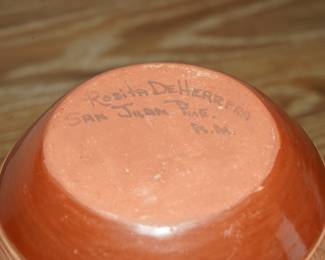 Rosita DeHerrera
San Juan Pue.
N.M.